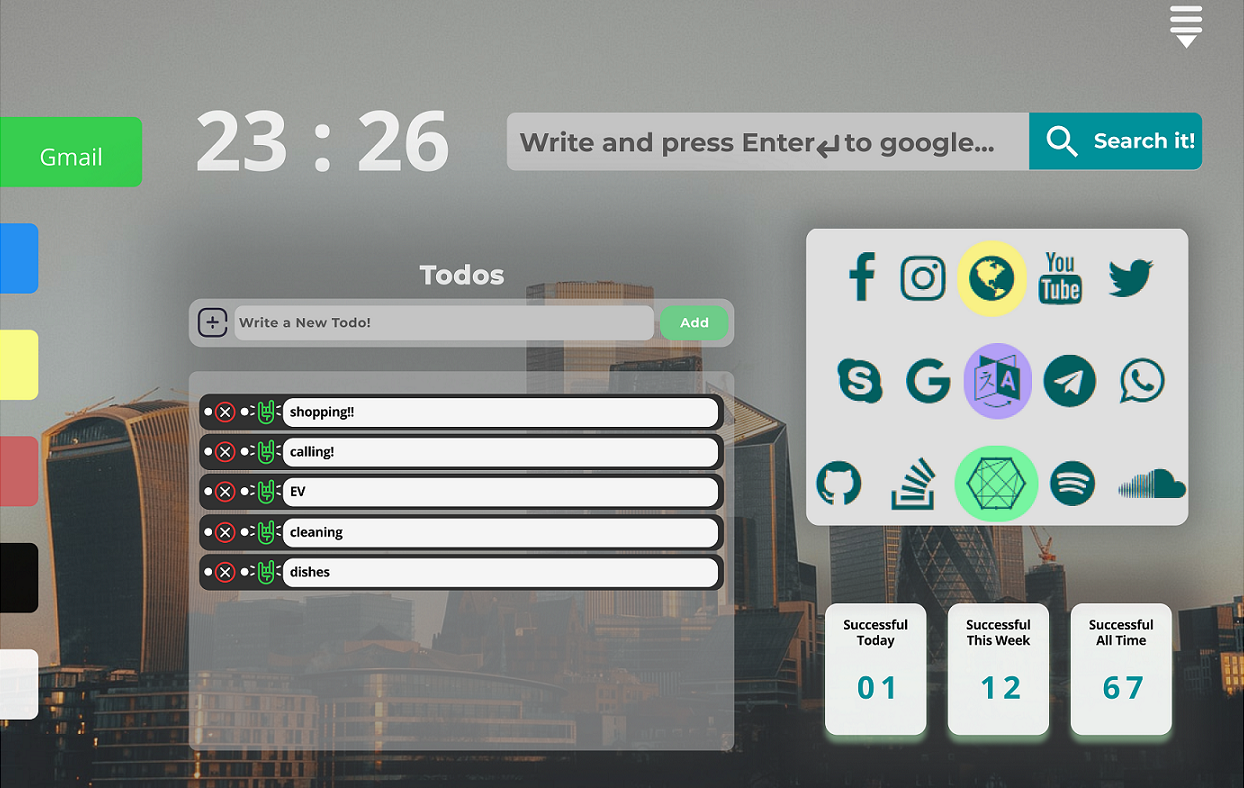 23 : 26
Write and press Enter↵to google...
Search it!
Gmail
Todos
Write a New Todo!
Add
shopping!!
calling!
EV
cleaning
dishes
You
Tube
Successful
Today
01
Successful
This Week
12
Successful
All Time
67